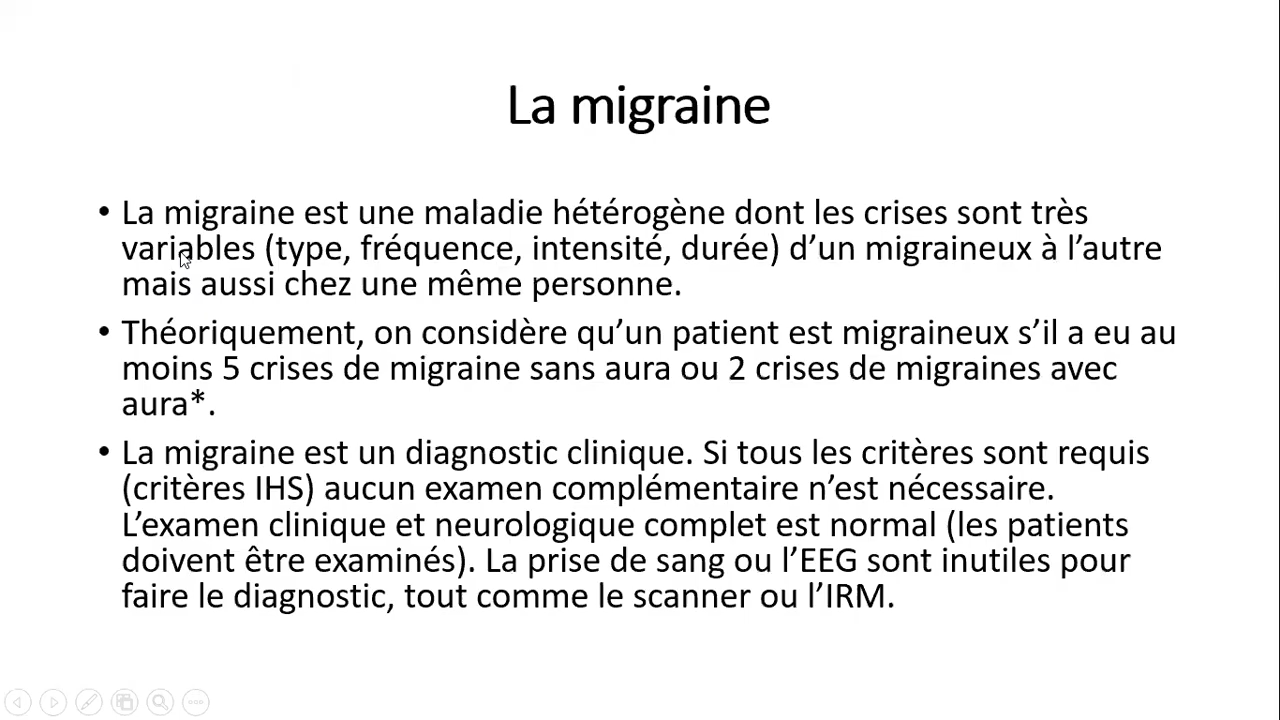 La migraine
• La migraine est une maladie hétérogène dont les crises sont très
variables (type, fréquence, intensité, durée) d’un migraineux à l’autre
mais aussi chez une même personne.
• Théoriquement, on considère qu’un patient est migraineux s’il a eu au
moins 5 crises de migraine sans aura ou 2 crises de migraines avec
aura*.
• La migraine est un diagnostic clinique. Si tous les critères sont requis
(critères IHS) aucun examen complémentaire n’est nécessaire.
L’examen clinique et neurologique complet est normal (les patients
doivent être examinés). La prise de sang ou l’EEG sont inutiles pour
faire le diagnostic, tout comme le scanner ou l’IRM.